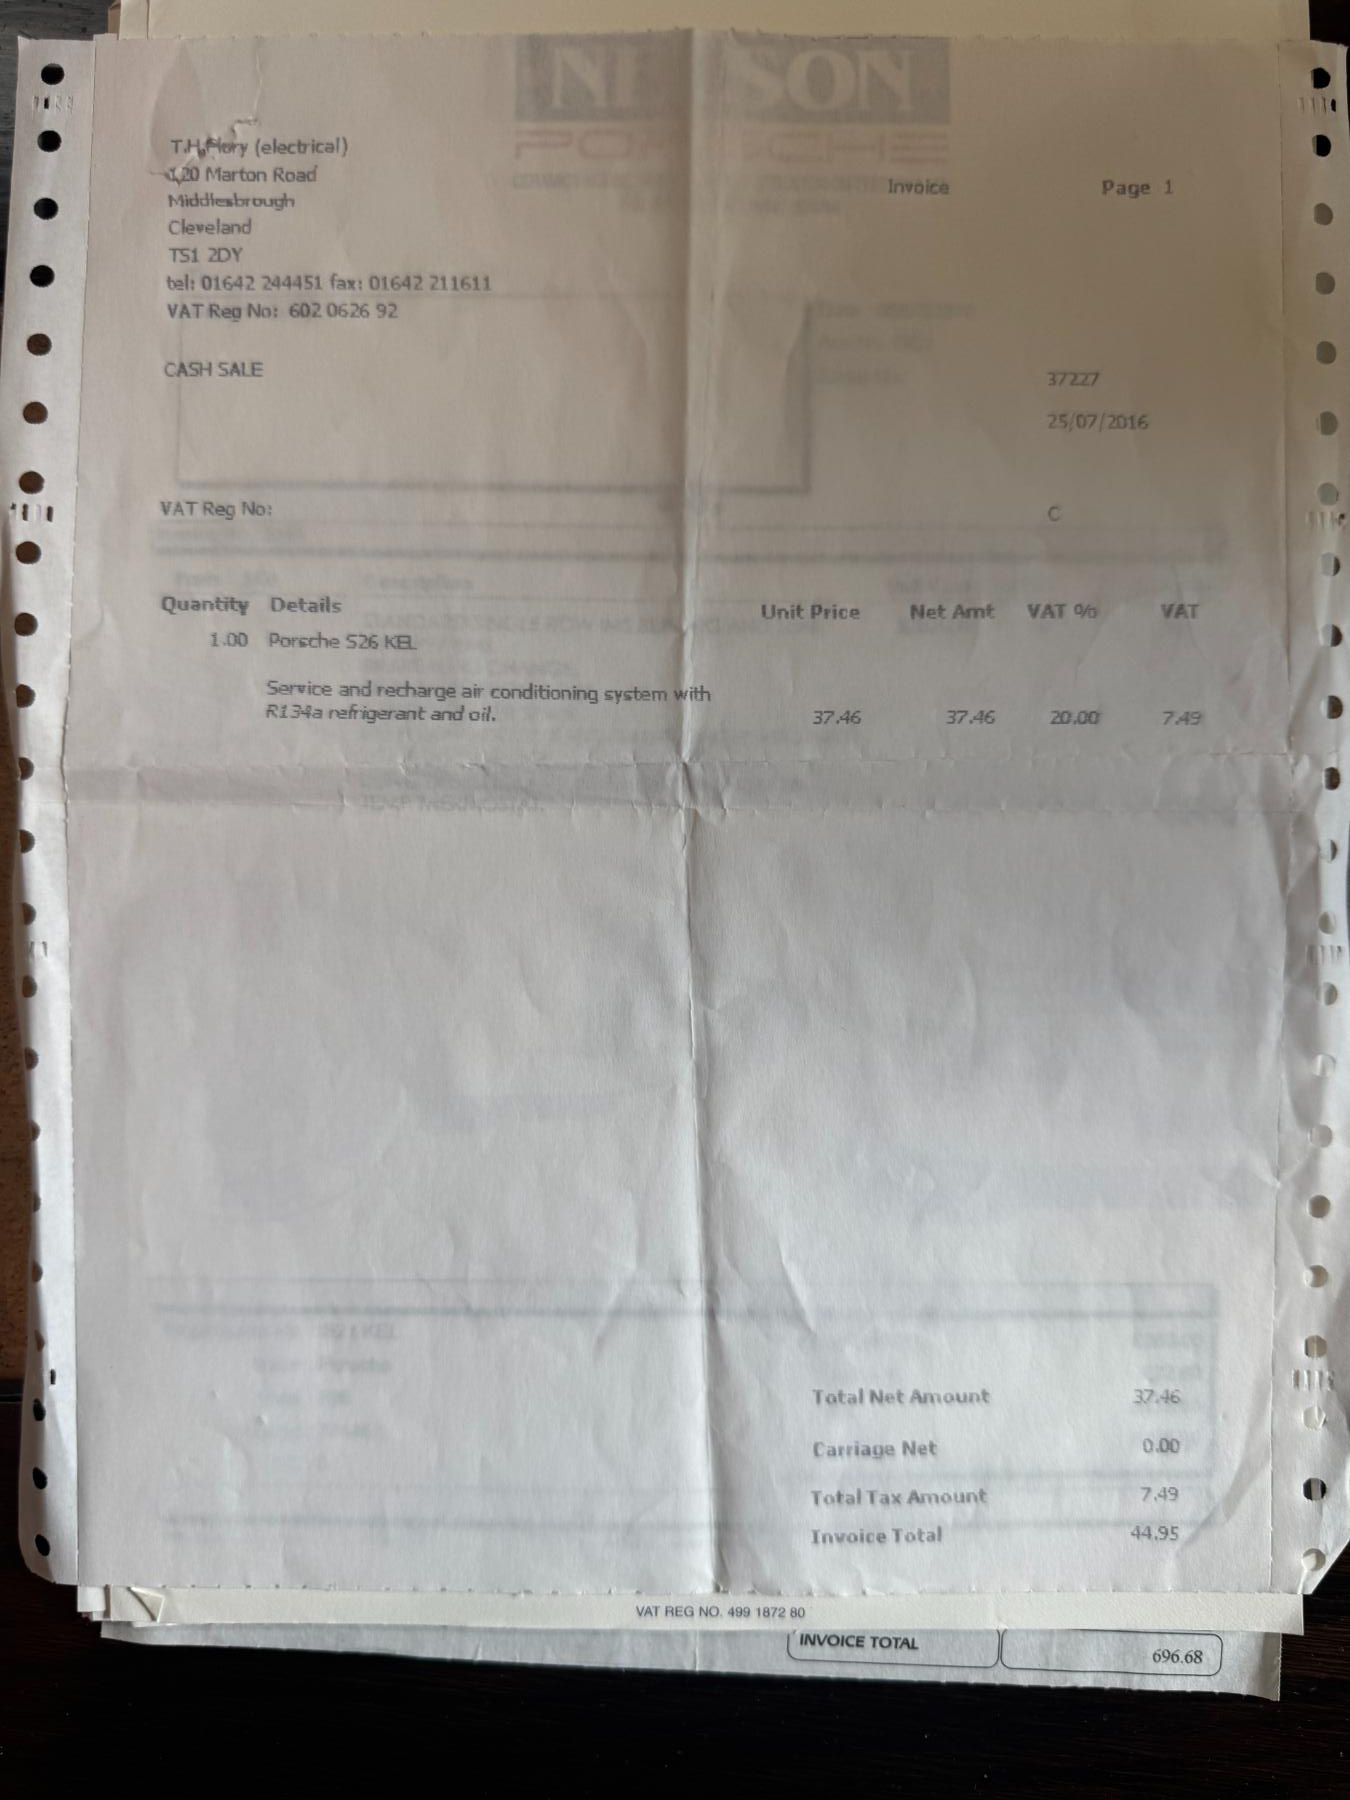 T.H.Flory (electrical)
120 Marton Road
Middlesbrough
Cleveland
TS1 2DY
tel: 01642 244451 fax: 01642 211611
VAT Reg No: 602 0626 92
Invoice Page 1
CASH SALE
37227
25/07/2016
VAT Reg No:
C
Quantity Details Unit Price Net Amt VAT % VAT
1.00 Porsche S26 KEL
Service and recharge air conditioning system with
R134a refrigerant and oil. 37.46 37.46 20.00 7.49
Total Net Amount 37.46
Carriage Net 0.00
Total Tax Amount 7.49
Invoice Total 44.95
VAT REG NO. 499 1872 80
INVOICE TOTAL 696.68